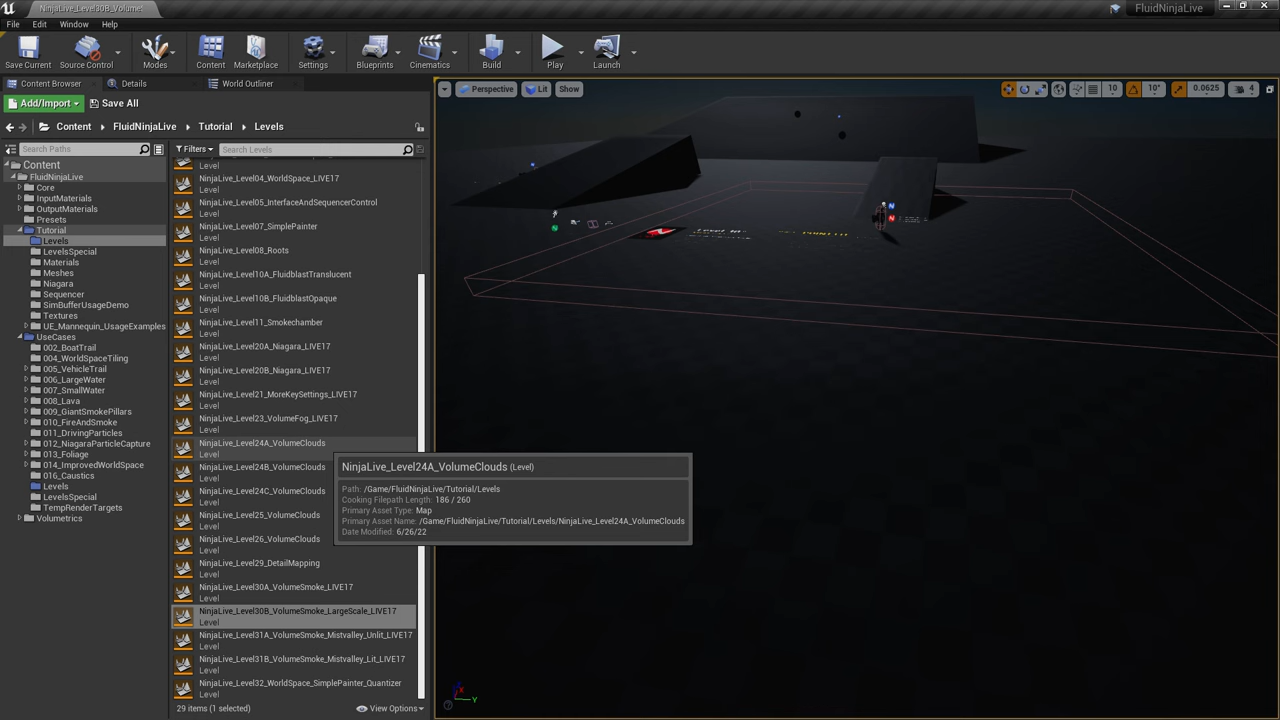 NinjaLive_Level30B_Volume
FluidNinjaLive
File Edit Window Help
Save Current Source Control Modes Content Marketplace Settings Blueprints Cinematics Build Play Launch
Content Browser Details World Outliner
Add/Import Save All
Content FluidNinjaLive Tutorial Levels
Search Paths
Filters Search Levels
Content
FluidNinjaLive
Core
InputMaterials
OutputMaterials
Presets
Tutorial
Levels
LevelsSpecial
Materials
Meshes
Niagara
Sequencer
SimBufferUsageDemo
Textures
UE_Mannequin_UsageExamples
UseCases
002_BoatTrail
004_WorldSpaceTiling
005_VehicleTrail
006_LargeWater
007_SmallWater
008_Lava
009_GiantSmokePillars
010_FireAndSmoke
011_DrivingParticles
012_NiagaraParticleCapture
013_Foliage
014_ImprovedWorldSpace
016_Caustics
Levels
LevelsSpecial
TempRenderTargets
Volumetrics
Level
NinjaLive_Level04_WorldSpace_LIVE17
Level
NinjaLive_Level05_InterfaceAndSequencerControl
Level
NinjaLive_Level07_SimplePainter
Level
NinjaLive_Level08_Roots
Level
NinjaLive_Level10A_FluidblastTranslucent
Level
NinjaLive_Level10B_FluidblastOpaque
Level
NinjaLive_Level11_Smokechamber
Level
NinjaLive_Level20A_Niagara_LIVE17
Level
NinjaLive_Level20B_Niagara_LIVE17
Level
NinjaLive_Level21_MoreKeySettings_LIVE17
Level
NinjaLive_Level23_VolumeFog_LIVE17
Level
NinjaLive_Level24A_VolumeClouds
Level
NinjaLive_Level24B_VolumeClouds
Level
NinjaLive_Level24C_VolumeClouds
Level
NinjaLive_Level25_VolumeClouds
Level
NinjaLive_Level26_VolumeClouds
Level
NinjaLive_Level29_DetailMapping
Level
NinjaLive_Level30A_VolumeSmoke_LIVE17
Level
NinjaLive_Level30B_VolumeSmoke_LargeScale_LIVE17
Level
NinjaLive_Level31A_VolumeSmoke_Mistvalley_Unlit_LIVE17
Level
NinjaLive_Level31B_VolumeSmoke_Mistvalley_Lit_LIVE17
Level
NinjaLive_Level32_WorldSpace_SimplePainter_Quantizer
Level
29 items (1 selected) View Options
NinjaLive_Level24A_VolumeClouds (Level)
Path: /Game/FluidNinjaLive/Tutorial/Levels
Cooking Filepath Length: 186 / 260
Primary Asset Type: Map
Primary Asset Name: /Game/FluidNinjaLive/Tutorial/Levels/NinjaLive_Level24A_VolumeClouds
Date Modified: 6/26/22
Perspective Lit Show
10 10° 0.0625 4
Y